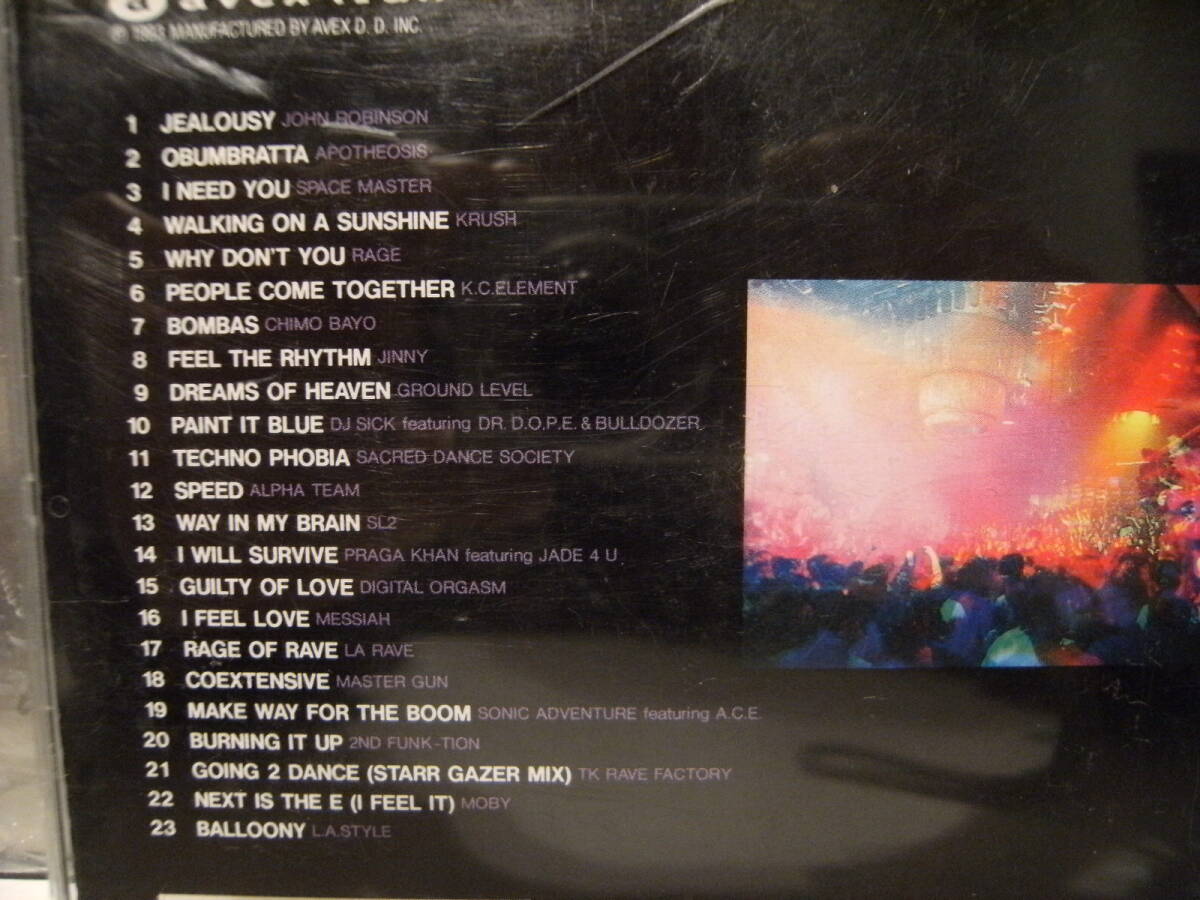 avex trax
℗ 1993 MANUFACTURED BY AVEX D. D. INC.
1 JEALOUSY JOHN ROBINSON
2 OBUMBRATTA APOTHEOSIS
3 I NEED YOU SPACE MASTER
4 WALKING ON A SUNSHINE KRUSH
5 WHY DON'T YOU RAGE
6 PEOPLE COME TOGETHER K.C.ELEMENT
7 BOMBAS CHIMO BAYO
8 FEEL THE RHYTHM JINNY
9 DREAMS OF HEAVEN GROUND LEVEL
10 PAINT IT BLUE DJ SICK featuring DR. D.O.P.E. & BULLDOZER
11 TECHNO PHOBIA SACRED DANCE SOCIETY
12 SPEED ALPHA TEAM
13 WAY IN MY BRAIN SL2
14 I WILL SURVIVE PRAGA KHAN featuring JADE 4 U
15 GUILTY OF LOVE DIGITAL ORGASM
16 I FEEL LOVE MESSIAH
17 RAGE OF RAVE LA RAVE
18 COEXTENSIVE MASTER GUN
19 MAKE WAY FOR THE BOOM SONIC ADVENTURE featuring A.C.E.
20 BURNING IT UP 2ND FUNK-TION
21 GOING 2 DANCE (STARR GAZER MIX) TK RAVE FACTORY
22 NEXT IS THE E (I FEEL IT) MOBY
23 BALLOONY L.A.STYLE